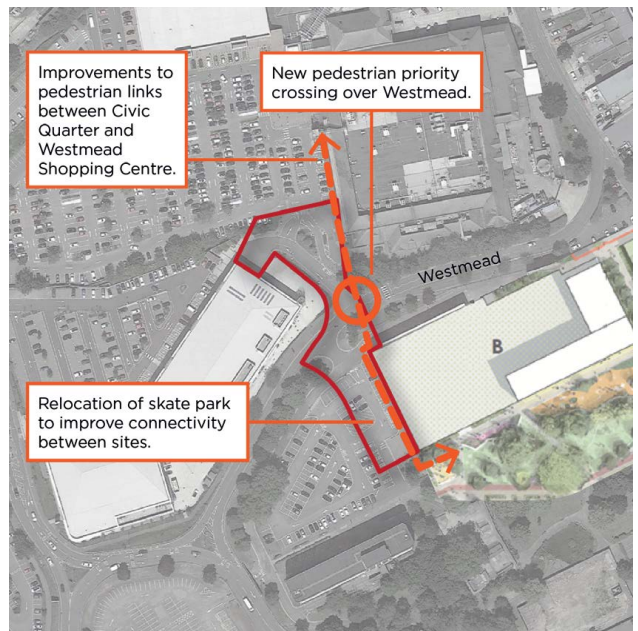 Improvements to
pedestrian links
between Civic
Quarter and
Westmead
Shopping Centre.
New pedestrian priority
crossing over Westmead.
Westmead
B
Relocation of skate park
to improve connectivity
between sites.